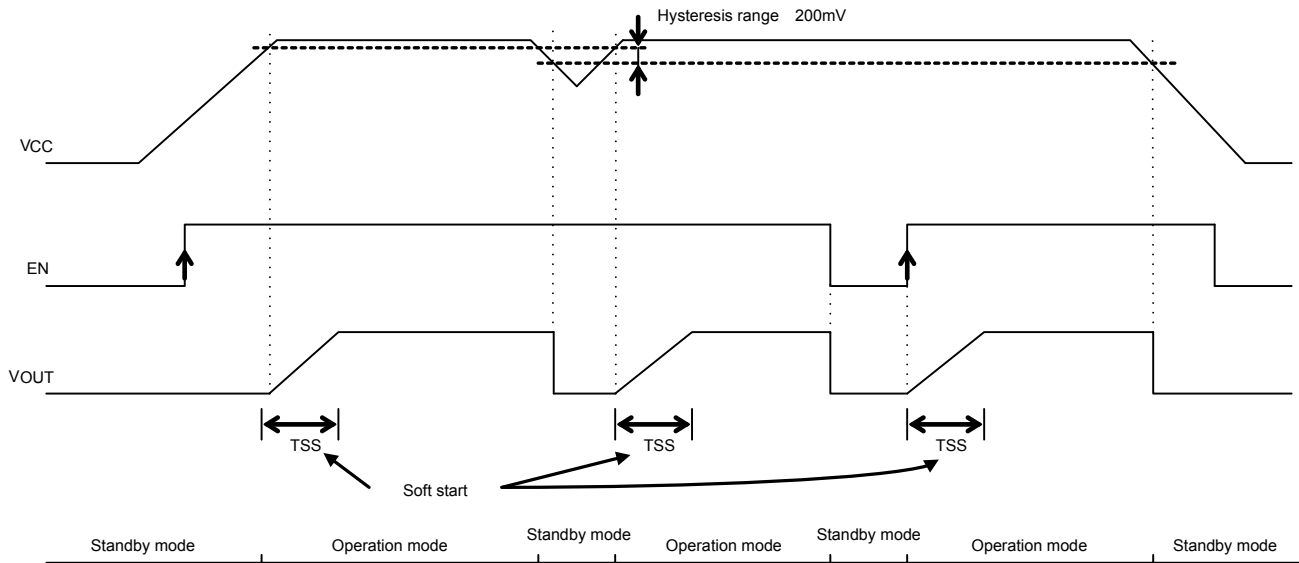 Hysteresis range 200mV
VCC
EN
VOUT
TSS
TSS
TSS
Soft start
Standby mode
Operation mode
Standby mode
Operation mode
Standby mode
Operation mode
Standby mode